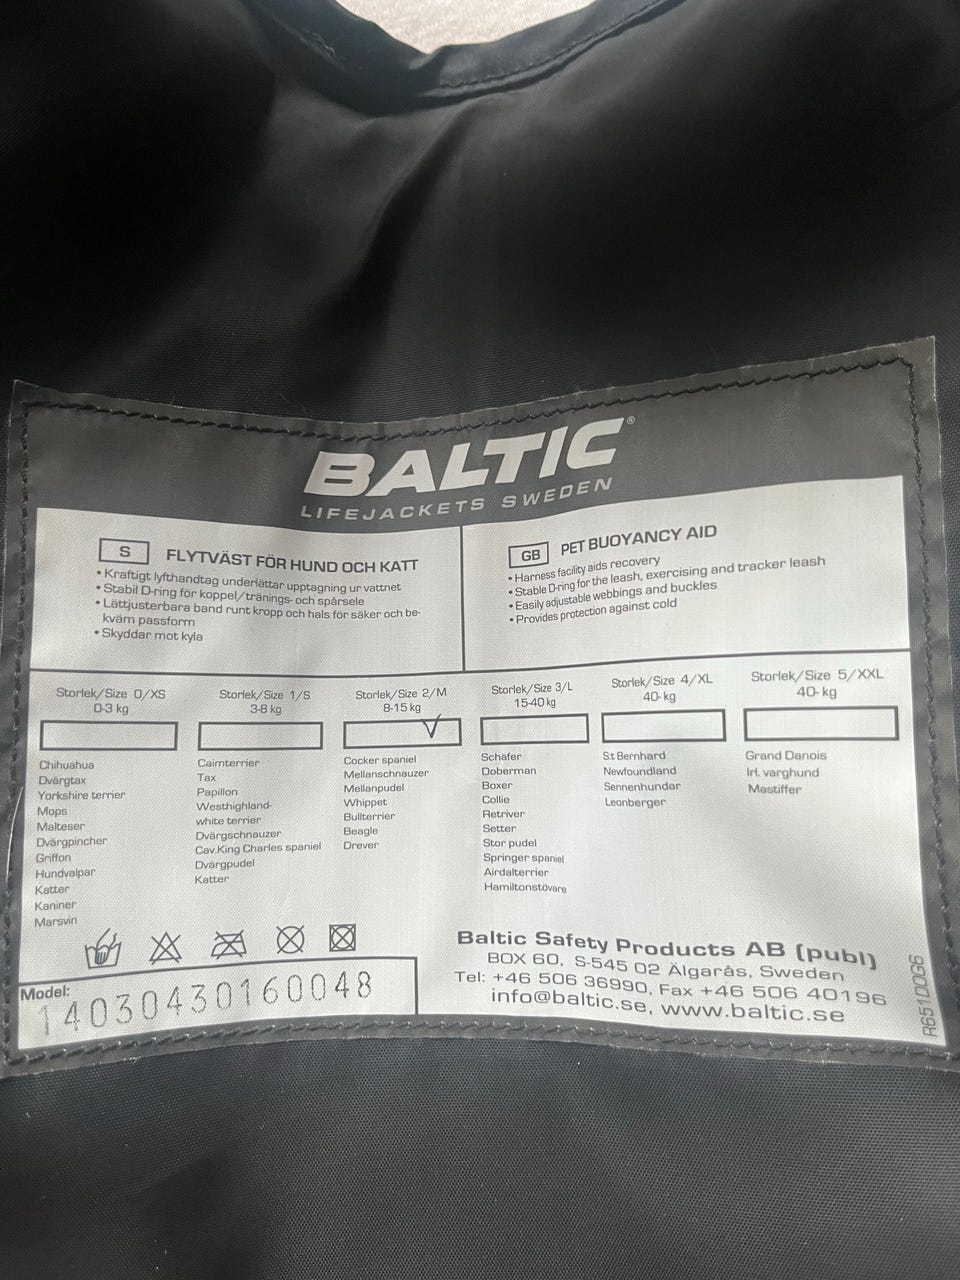 BALTIC®
LIFEJACKETS SWEDEN
S FLYTVÄST FÖR HUND OCH KATT
• Kraftigt lyfthandtag underlättar upptagning ur vattnet
• Stabil D-ring för koppel/tränings- och spårsele
• Lättjusterbara band runt kropp och hals för säker och be-
kväm passform
• Skyddar mot kyla
GB PET BUOYANCY AID
• Harness facility aids recovery
• Stable D-ring for the leash, exercising and tracker leash
• Easily adjustable webbings and buckles
• Provides protection against cold
Storlek/Size 0/XS
0-3 kg
Chihuahua
Dvärgtax
Yorkshire terrier
Mops
Malteser
Dvärgpincher
Griffon
Hundvalpar
Katter
Kaniner
Marsvin
Storlek/Size 1/S
3-8 kg
Cairnterrier
Tax
Papillon
Westhighland-
white terrier
Dvärgschnauzer
Cav.King Charles spaniel
Dvärgpudel
Katter
Storlek/Size 2/M
8-15 kg
Cocker spaniel
Mellanschnauzer
Mellanpudel
Whippet
Bullterrier
Beagle
Drever
Storlek/Size 3/L
15-40 kg
Schäfer
Doberman
Boxer
Collie
Retriver
Setter
Stor pudel
Springer spaniel
Airdalterrier
Hamiltonstövare
Storlek/Size 4/XL
40- kg
St Bernhard
Newfoundland
Sennenhundar
Leonberger
Storlek/Size 5/XXL
40- kg
Grand Danois
Irl. varghund
Mastiffer
Model:
14030430160048
Baltic Safety Products AB (publ)
BOX 60, S-545 02 Älgarås, Sweden
Tel: +46 506 36990, Fax +46 506 40196
info@baltic.se, www.baltic.se
R651DOG6